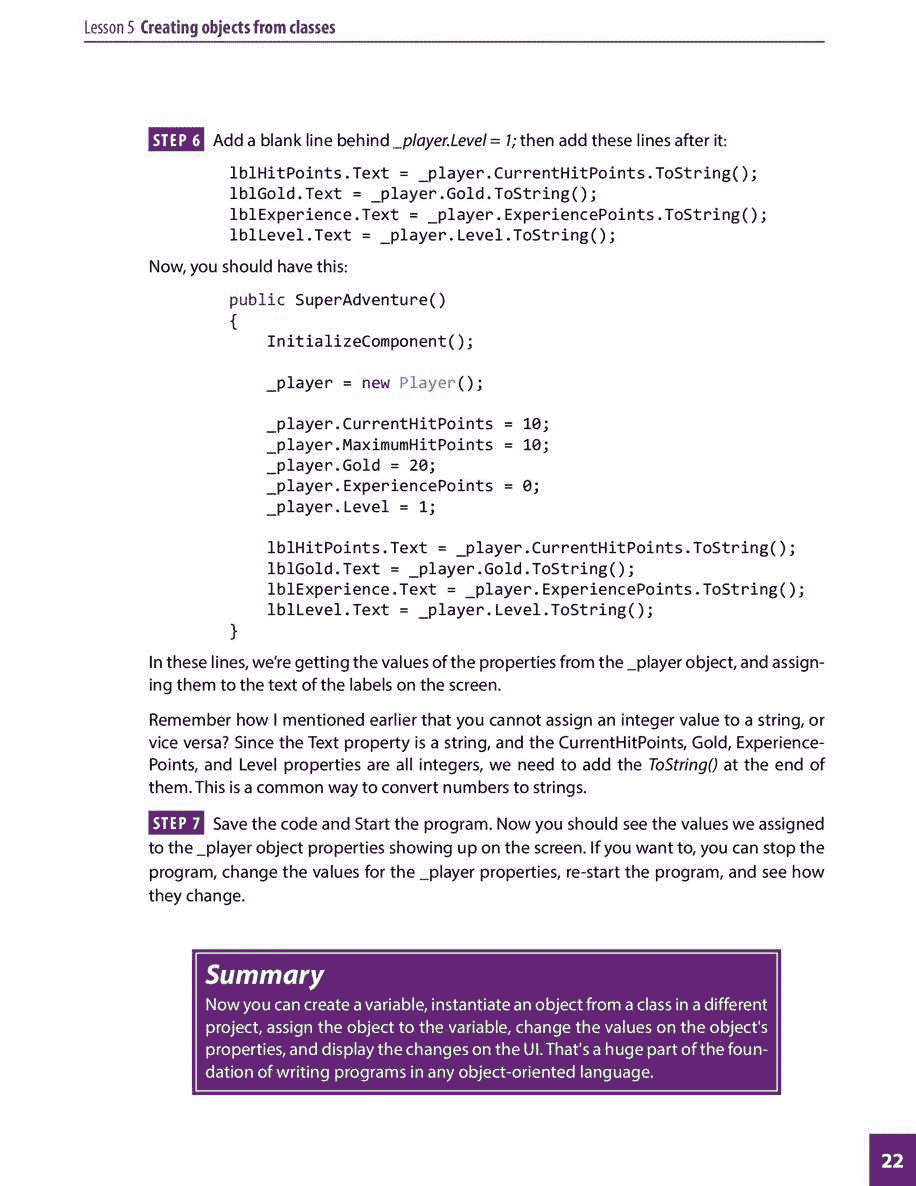 Lesson 5 Creating objects from classes
STEP 6 Add a blank line behind _player.Level = 1; then add these lines after it:
lblHitPoints.Text = _player.CurrentHitPoints.ToString();
lblGold.Text = _player.Gold.ToString();
lblExperience.Text = _player.ExperiencePoints.ToString();
lblLevel.Text = _player.Level.ToString();
Now, you should have this:
public SuperAdventure()
{
InitializeComponent();
_player = new Player();
_player.CurrentHitPoints = 10;
_player.MaximumHitPoints = 10;
_player.Gold = 20;
_player.ExperiencePoints = 0;
_player.Level = 1;
lblHitPoints.Text = _player.CurrentHitPoints.ToString();
lblGold.Text = _player.Gold.ToString();
lblExperience.Text = _player.ExperiencePoints.ToString();
lblLevel.Text = _player.Level.ToString();
}
In these lines, we're getting the values of the properties from the _player object, and assign-
ing them to the text of the labels on the screen.
Remember how I mentioned earlier that you cannot assign an integer value to a string, or
vice versa? Since the Text property is a string, and the CurrentHitPoints, Gold, Experience-
Points, and Level properties are all integers, we need to add the ToString() at the end of
them. This is a common way to convert numbers to strings.
STEP 7 Save the code and Start the program. Now you should see the values we assigned
to the _player object properties showing up on the screen. If you want to, you can stop the
program, change the values for the _player properties, re-start the program, and see how
they change.
Summary
Now you can create a variable, instantiate an object from a class in a different
project, assign the object to the variable, change the values on the object's
properties, and display the changes on the UI. That's a huge part of the foun-
dation of writing programs in any object-oriented language.
22